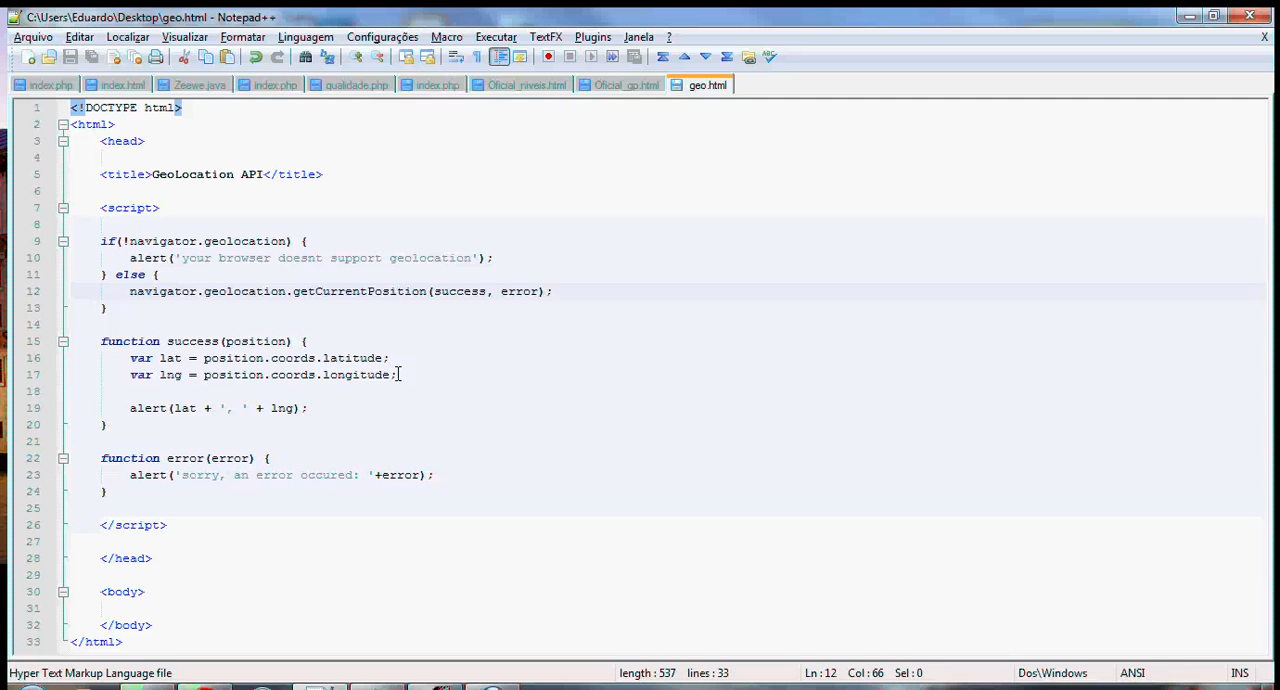 C:\Users\Eduardo\Desktop\geo.html - Notepad++
Arquivo Editar Localizar Visualizar Formatar Linguagem Configurações Macro Executar TextFX Plugins Janela ? X
index.php index.html Zeewe.java index.php qualidade.php index.php Oficial_niveis.html Oficial_gp.html geo.html
1 <!DOCTYPE html>
2 <html>
3 <head>
4
5 <title>GeoLocation API</title>
6
7 <script>
8
9 if(!navigator.geolocation) {
10 alert('your browser doesnt support geolocation');
11 } else {
12 navigator.geolocation.getCurrentPosition(success, error);
13 }
14
15 function success(position) {
16 var lat = position.coords.latitude;
17 var lng = position.coords.longitude;
18
19 alert(lat + ', ' + lng);
20 }
21
22 function error(error) {
23 alert('sorry, an error occured: '+error);
24 }
25
26 </script>
27
28 </head>
29
30 <body>
31
32 </body>
33 </html>
Hyper Text Markup Language file length : 537 lines : 33 Ln : 12 Col : 66 Sel : 0 Dos\Windows ANSI INS